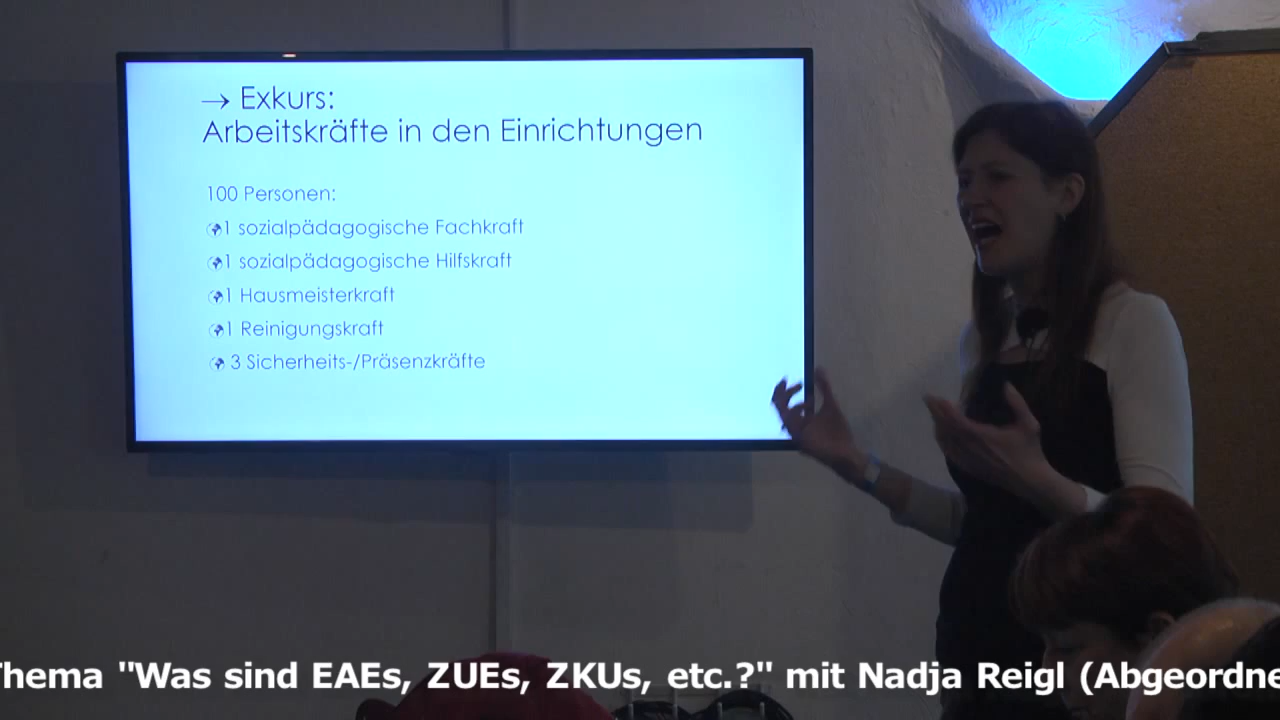 → Exkurs:
Arbeitskräfte in den Einrichtungen
100 Personen:
1 sozialpädagogische Fachkraft
1 sozialpädagogische Hilfskraft
1 Hausmeisterkraft
1 Reinigungskraft
3 Sicherheits-/Präsenzkräfte
Thema "Was sind EAEs, ZUEs, ZKUs, etc.?" mit Nadja Reigl (Abgeordne